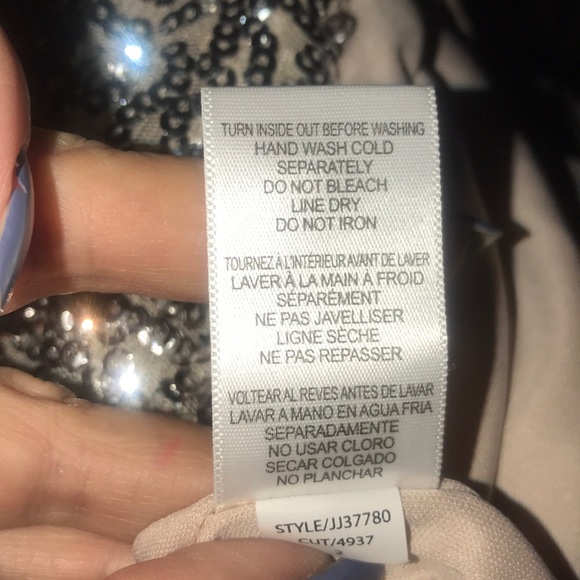 TURN INSIDE OUT BEFORE WASHING
HAND WASH COLD
SEPARATELY
DO NOT BLEACH
LINE DRY
DO NOT IRON
TOURNEZ À L'INTÉRIEUR AVANT DE LAVER
LAVER À LA MAIN À FROID
SÉPARÉMENT
NE PAS JAVELLISER
LIGNE SÈCHE
NE PAS REPASSER
VOLTEAR AL REVES ANTES DE LAVAR
LAVAR A MANO EN AGUA FRIA
SEPARADAMENTE
NO USAR CLORO
SECAR COLGADO
NO PLANCHAR
STYLE/JJ37780
/4937